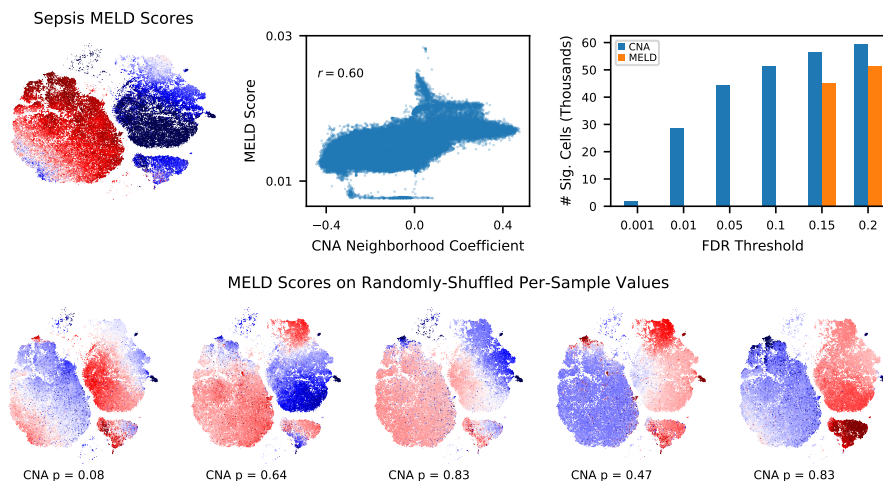 Sepsis MELD Scores
0.03
0.01
MELD Score
r = 0.60
−0.4
0.0
0.4
CNA Neighborhood Coefficient
# Sig. Cells (Thousands)
60
50
40
30
20
10
0
CNA
MELD
0.001
0.01
0.05
0.1
0.15
0.2
FDR Threshold
MELD Scores on Randomly-Shuffled Per-Sample Values
CNA p = 0.08
CNA p = 0.64
CNA p = 0.83
CNA p = 0.47
CNA p = 0.83